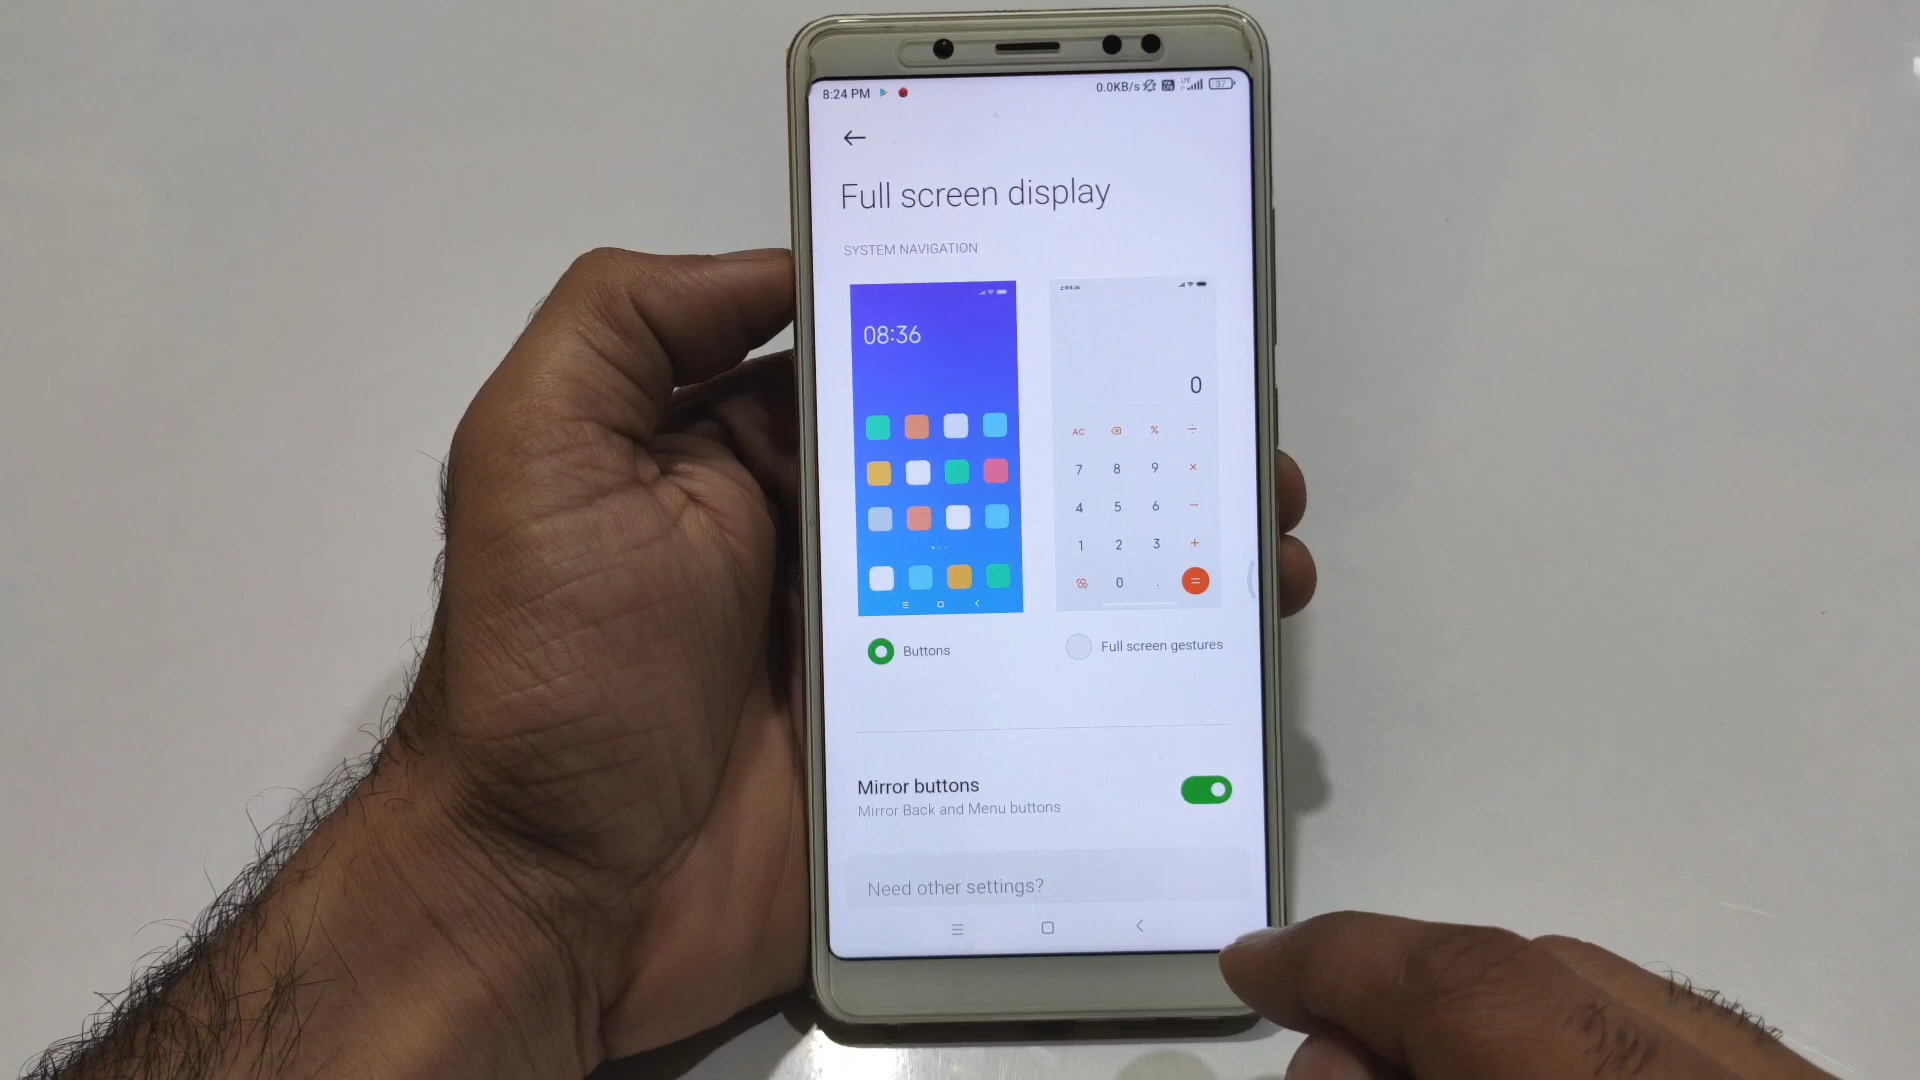 8:24 PM
0.0KB/s
LTE
97
Full screen display
SYSTEM NAVIGATION
08:36
0
AC % ÷
7 8 9 ×
4 5 6 −
1 2 3 +
0 . =
Buttons
Full screen gestures
Mirror buttons
Mirror Back and Menu buttons
Need other settings?